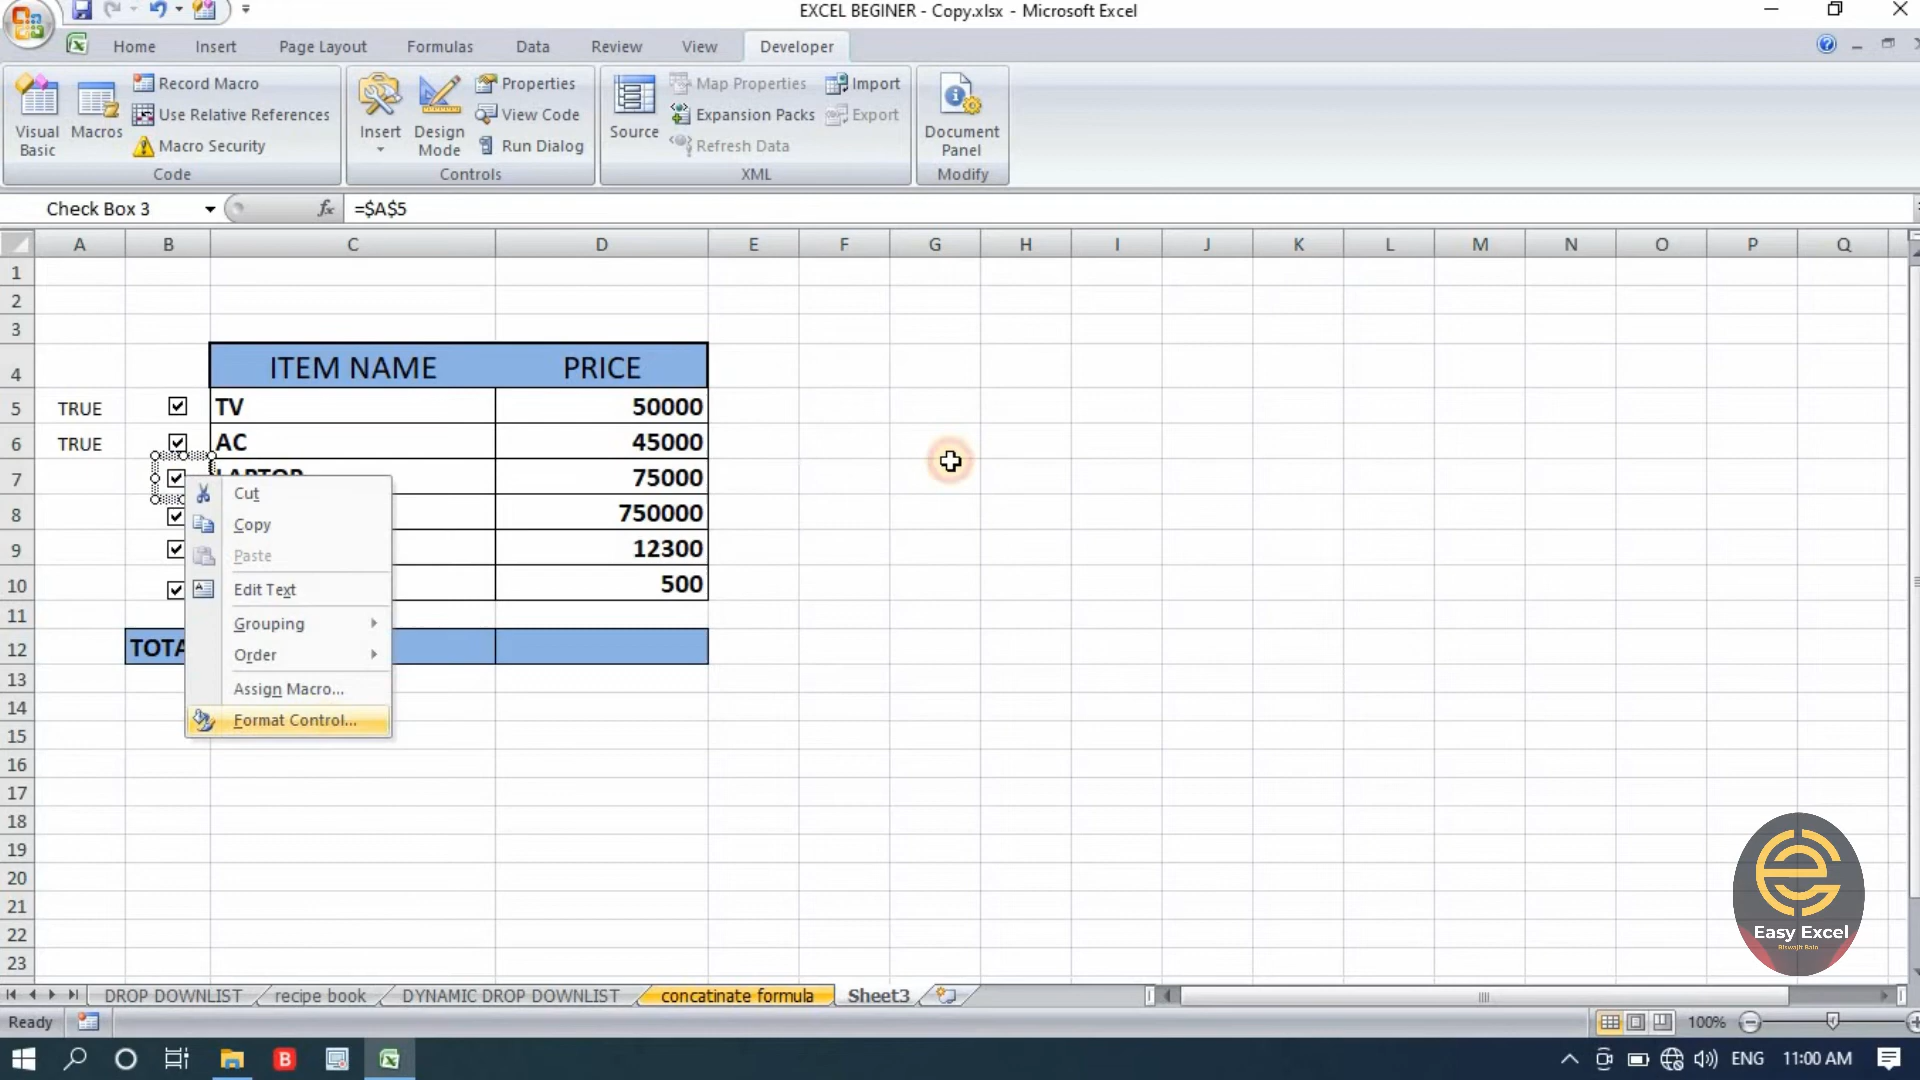 EXCEL BEGINER - Copy.xlsx - Microsoft Excel
Home Insert Page Layout Formulas Data Review View Developer
Record Macro Properties Map Properties Import
Use Relative References View Code Expansion Packs Export
Visual Basic Macros Insert Design Mode Source Document Panel
Macro Security Run Dialog Refresh Data
Code Controls XML Modify
Check Box 3 fx =$A$5
A B C D E F G H I J K L M N O P Q
1
2
3
4 ITEM NAME PRICE
5 TRUE TV 50000
6 TRUE AC 45000
7 LAPTOP 75000
8 750000
9 12300
10 500
11
12 TOTA
13
14
15
16
17
18
19
20
21
22
23
Cut
Copy
Paste
Edit Text
Grouping
Order
Assign Macro...
Format Control...
Easy Excel
Biswajit Bain
DROP DOWNLIST recipe book DYNAMIC DROP DOWNLIST concatinate formula Sheet3
Ready 100%
B ENG 11:00 AM